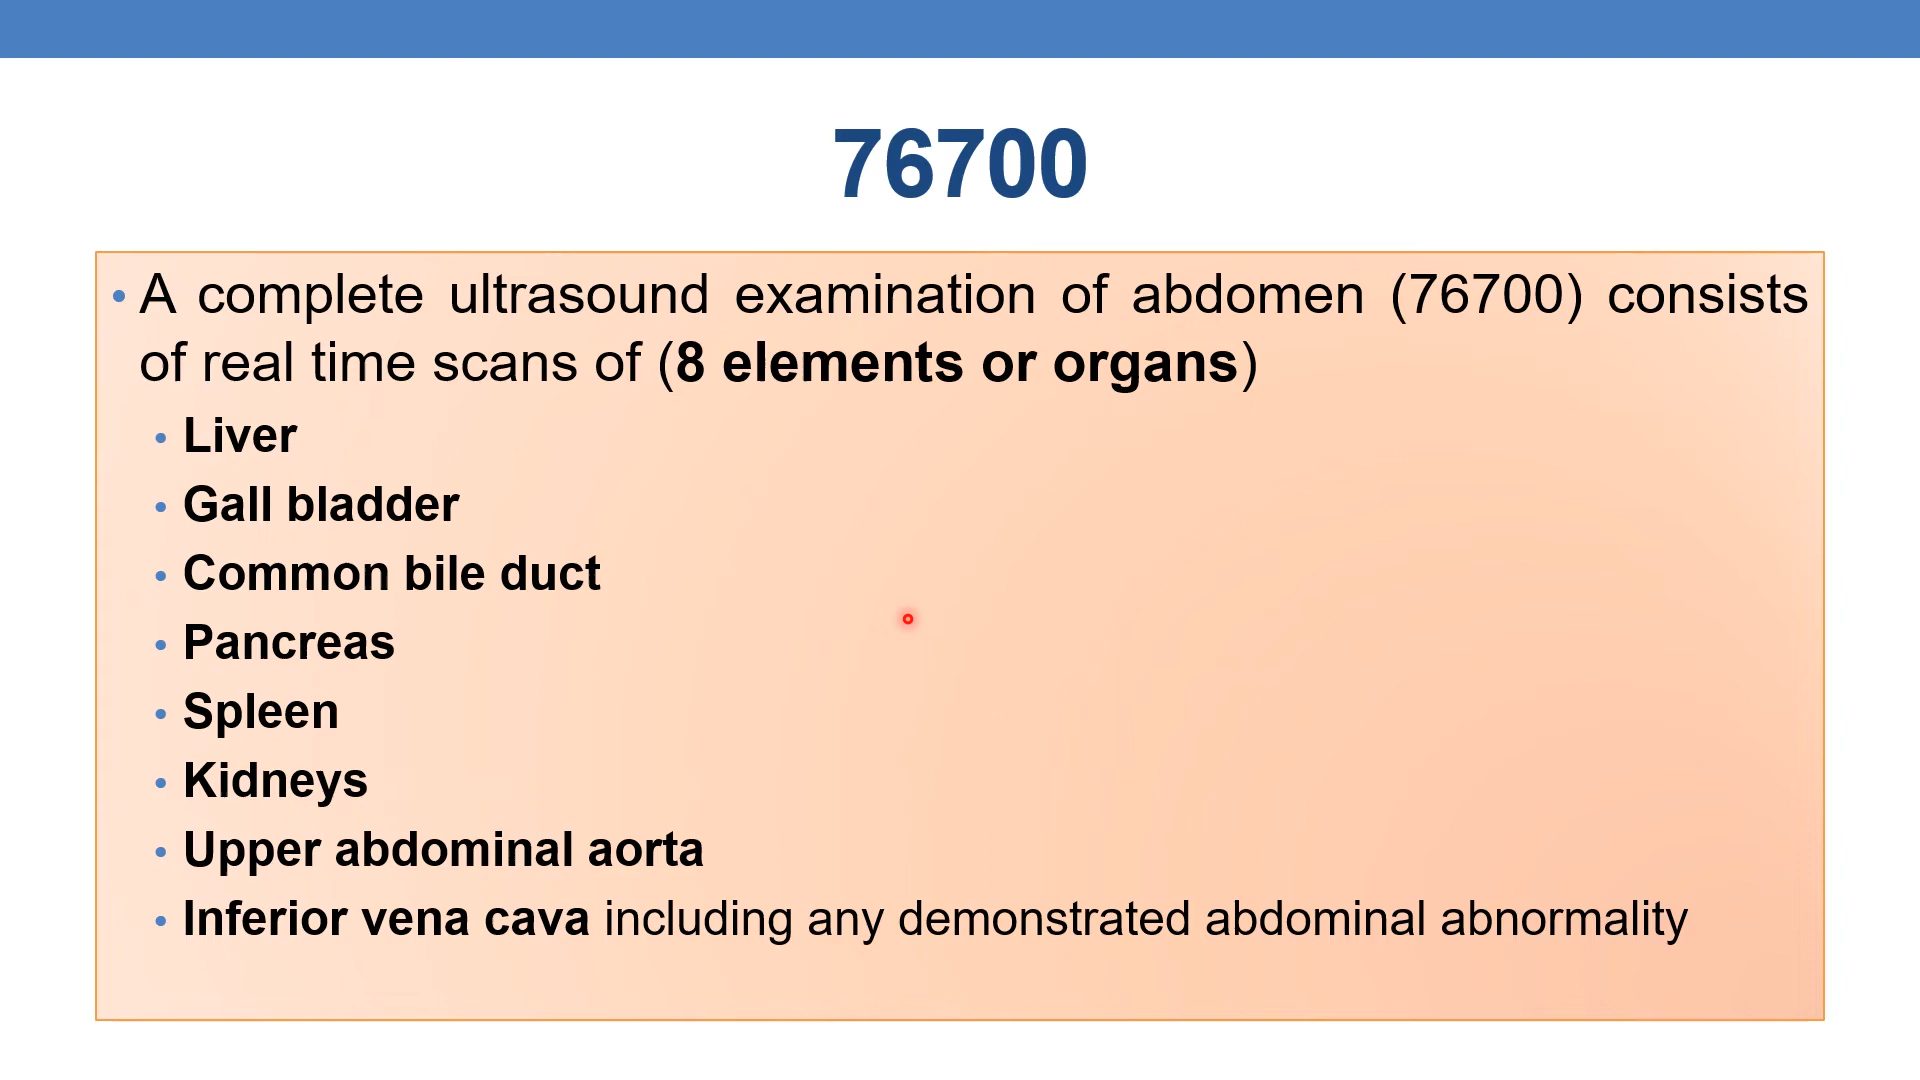 76700
• A complete ultrasound examination of abdomen (76700) consists
of real time scans of (8 elements or organs)
• Liver
• Gall bladder
• Common bile duct
• Pancreas
• Spleen
• Kidneys
• Upper abdominal aorta
• Inferior vena cava including any demonstrated abdominal abnormality